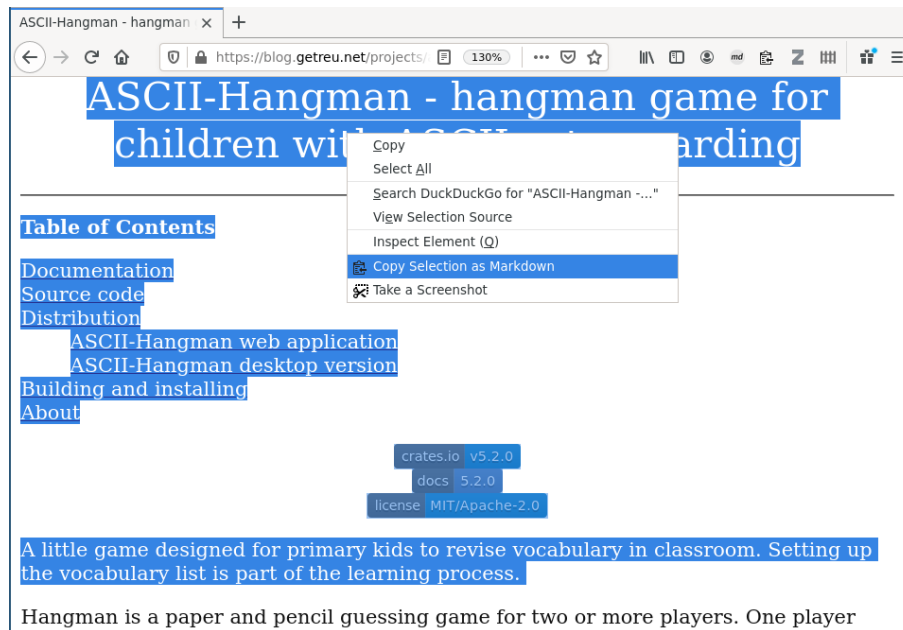 ASCII-Hangman - hangman
https://blog.getreu.net/projects/
130%
md
Z
ASCII-Hangman - hangman game for
children wit
arding
Copy
Select All
Search DuckDuckGo for "ASCII-Hangman -..."
View Selection Source
Inspect Element (Q)
Copy Selection as Markdown
Take a Screenshot
Table of Contents
Documentation
Source code
Distribution
ASCII-Hangman web application
ASCII-Hangman desktop version
Building and installing
About
crates.io v5.2.0
docs 5.2.0
license MIT/Apache-2.0
A little game designed for primary kids to revise vocabulary in classroom. Setting up
the vocabulary list is part of the learning process.
Hangman is a paper and pencil guessing game for two or more players. One player